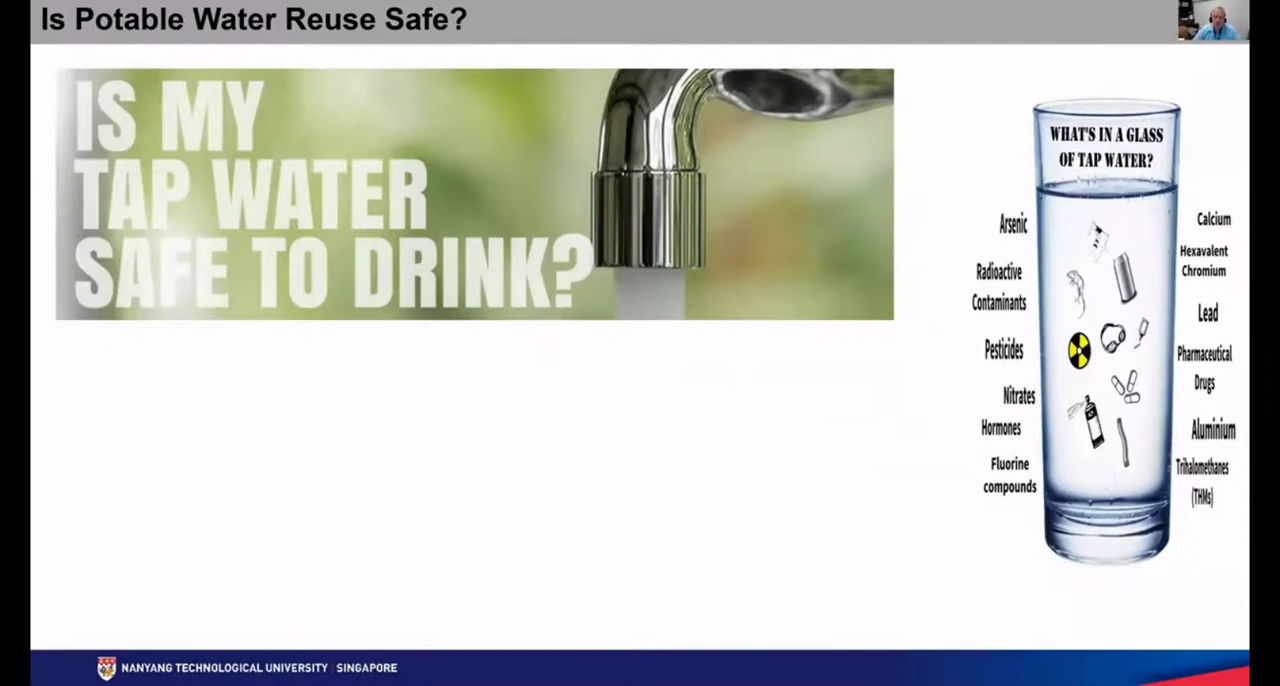 Is Potable Water Reuse Safe?
IS MY
TAP WATER
SAFE TO DRINK?
WHAT'S IN A GLASS
OF TAP WATER?
Arsenic
Radioactive
Contaminants
Pesticides
Nitrates
Hormones
Fluorine
compounds
Calcium
Hexavalent
Chromium
Lead
Pharmaceutical
Drugs
Aluminium
Trihalomethanes
(THMs)
NANYANG TECHNOLOGICAL UNIVERSITY | SINGAPORE